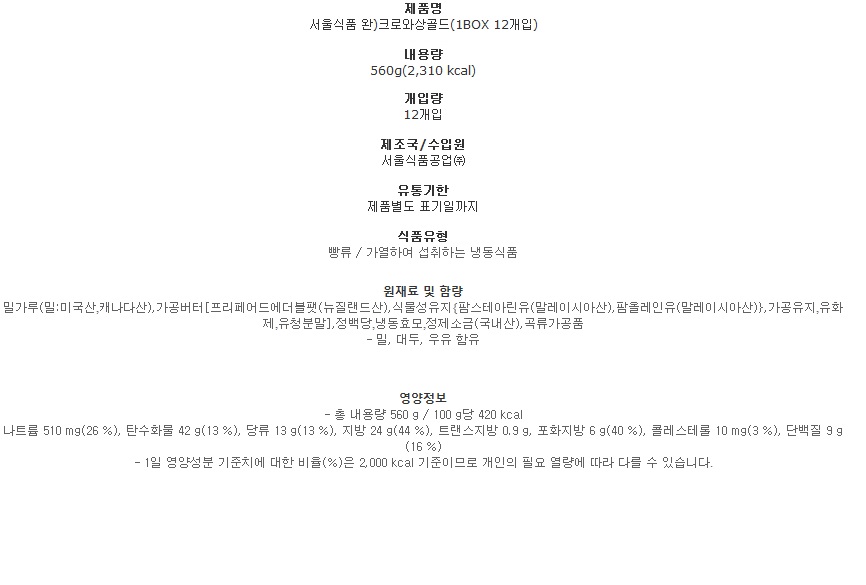 제품명
서울식품 완)크로와상골드(1BOX 12개입)
내용량
560g(2,310 kcal)
개입량
12개입
제조국/수입원
서울식품공업㈜
유통기한
제품별도 표기일까지
식품유형
빵류 / 가열하여 섭취하는 냉동식품
원재료 및 함량
밀가루(밀:미국산,캐나다산),가공버터[프리페어드에더블팻(뉴질랜드산),식물성유지{팜스테아린유(말레이시아산),팜올레인유(말레이시아산)},가공유지,유화
제,유청분말],정백당,냉동효모,정제소금(국내산),곡류가공품
- 밀, 대두, 우유 함유
영양정보
- 총 내용량 560 g / 100 g당 420 kcal
나트륨 510 mg(26 %), 탄수화물 42 g(13 %), 당류 13 g(13 %), 지방 24 g(44 %), 트랜스지방 0.9 g, 포화지방 6 g(40 %), 콜레스테롤 10 mg(3 %), 단백질 9 g
(16 %)
- 1일 영양성분 기준치에 대한 비율(%)은 2,000 kcal 기준이므로 개인의 필요 열량에 따라 다를 수 있습니다.